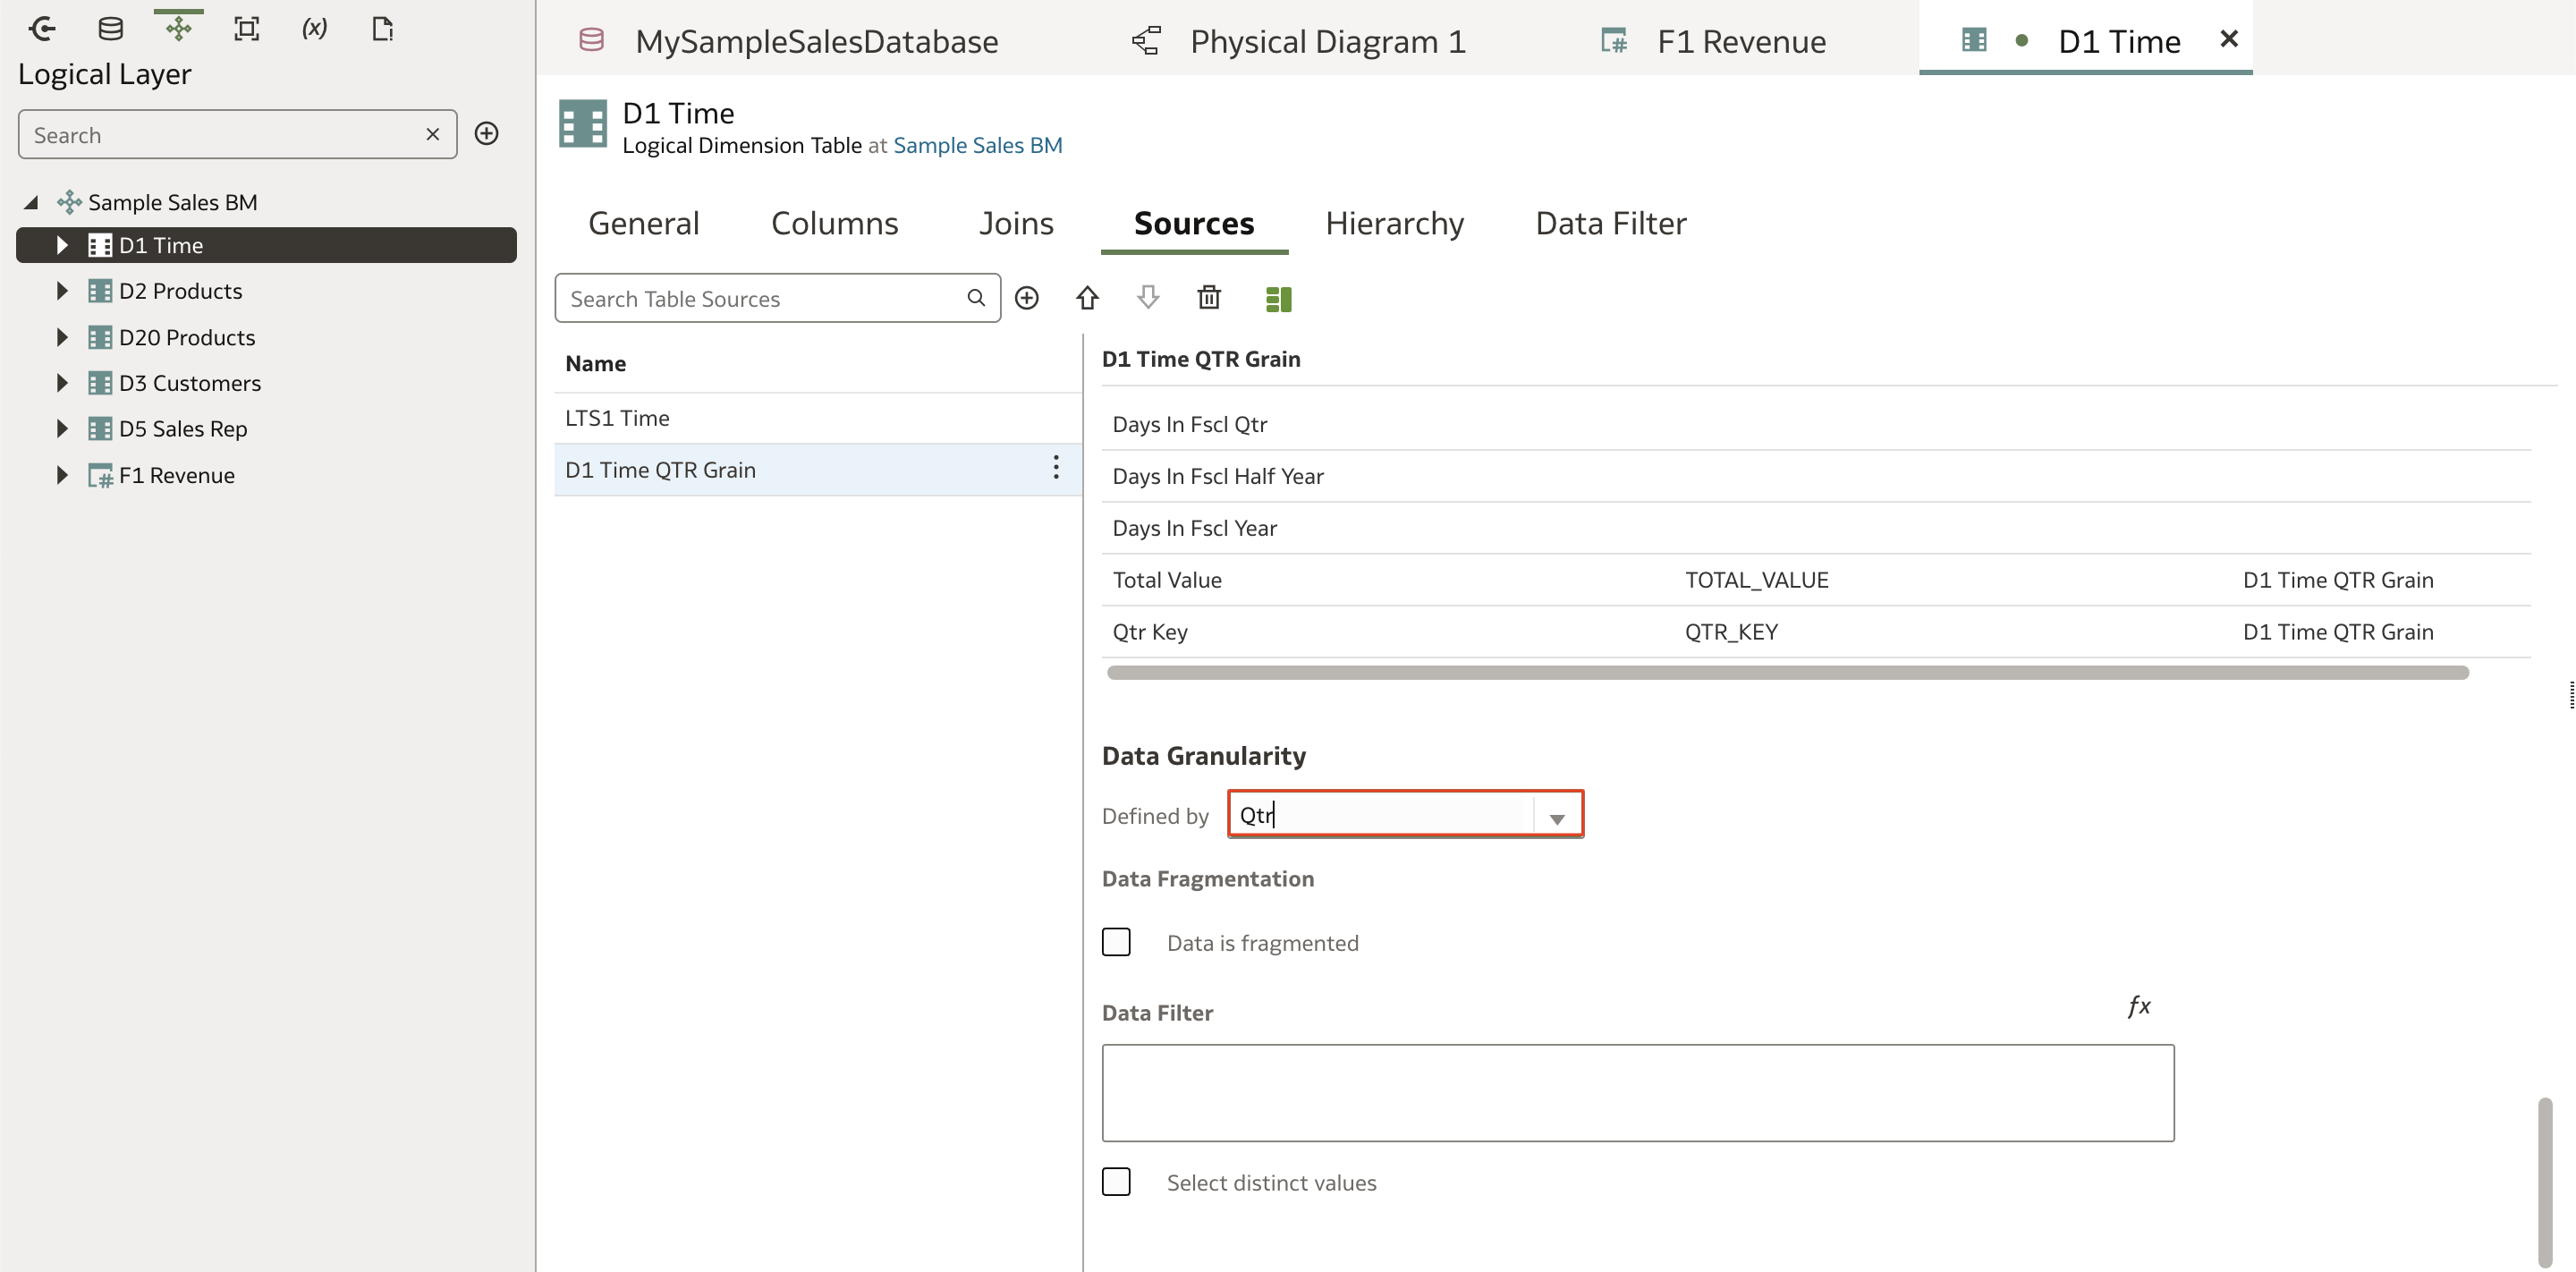 MySampleSalesDatabase
Physical Diagram 1
F1 Revenue
D1 Time
(x)
Logical Layer
Search
Sample Sales BM
D1 Time
D2 Products
D20 Products
D3 Customers
D5 Sales Rep
F1 Revenue
D1 Time
Logical Dimension Table at Sample Sales BM
General Columns Joins Sources Hierarchy Data Filter
Search Table Sources
Name
LTS1 Time
D1 Time QTR Grain
D1 Time QTR Grain
Days In Fscl Qtr
Days In Fscl Half Year
Days In Fscl Year
Total Value TOTAL_VALUE D1 Time QTR Grain
Qtr Key QTR_KEY D1 Time QTR Grain
Data Granularity
Defined by Qtr
Data Fragmentation
Data is fragmented
Data Filter fx
Select distinct values